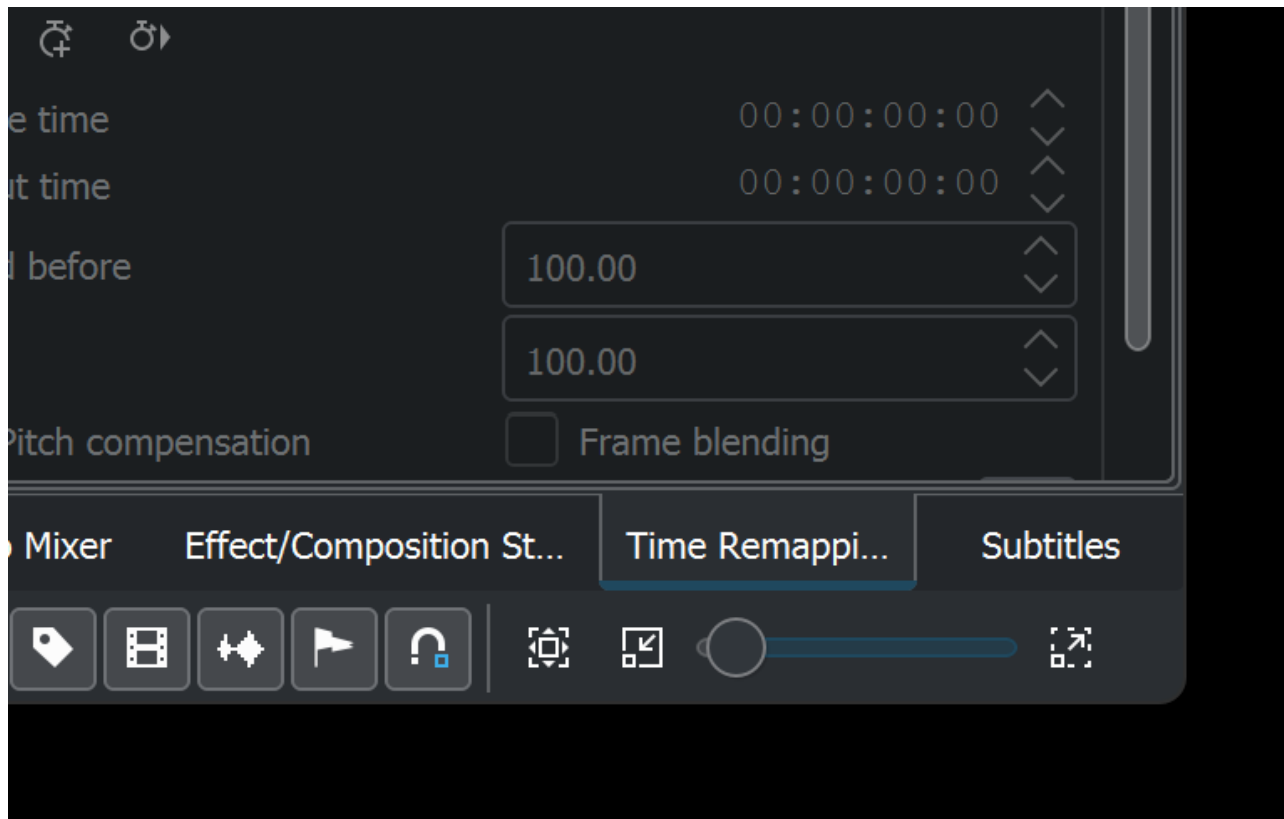 e time 00:00:00:00
ut time 00:00:00:00
d before 100.00
100.00
Pitch compensation Frame blending
o Mixer Effect/Composition St... Time Remappi... Subtitles